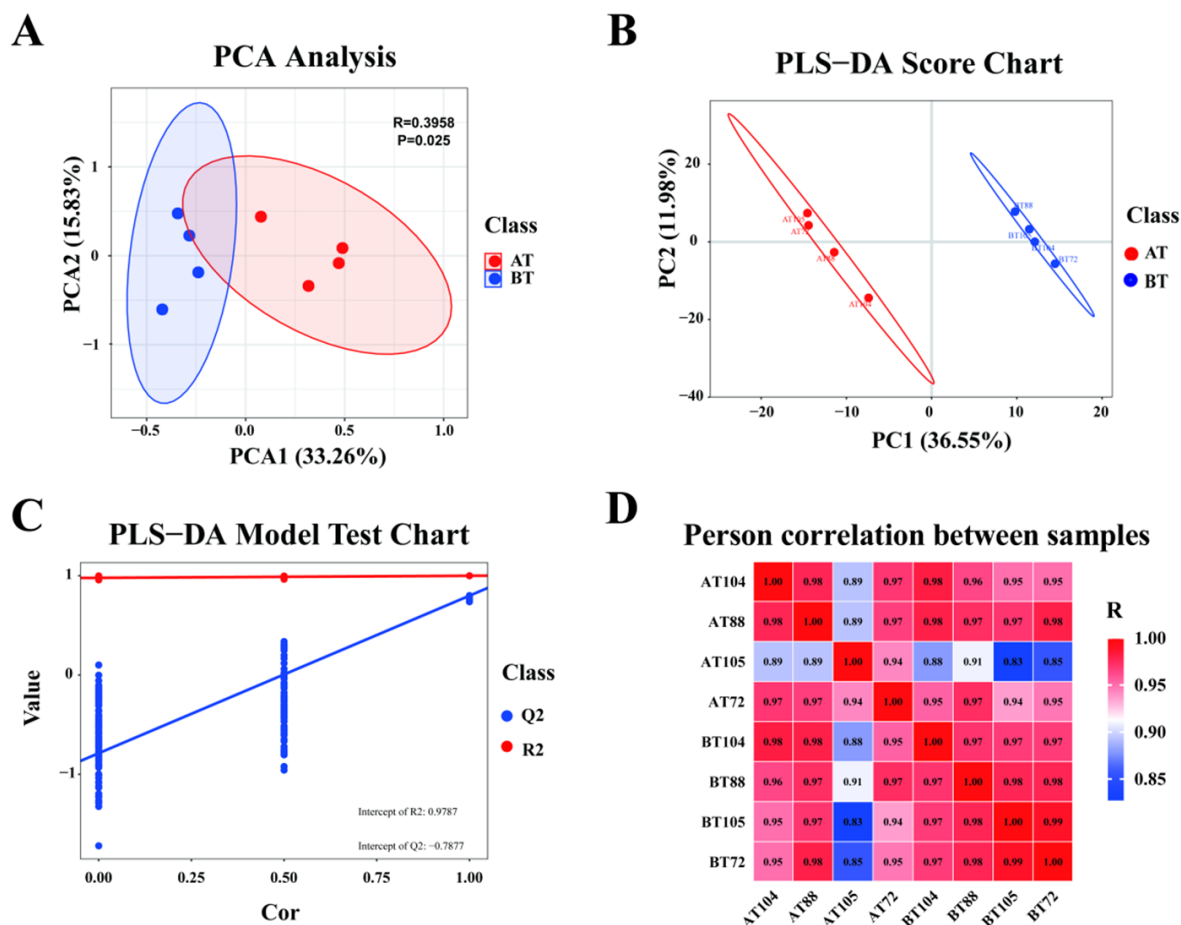 A
PCA Analysis
R=0.3958
P=0.025
PCA2 (15.83%)
1
0
−1
−0.5
0.0
0.5
1.0
PCA1 (33.26%)
Class
AT
BT
B
PLS−DA Score Chart
PC2 (11.98%)
20
0
−20
−40
−20
−10
0
10
20
PC1 (36.55%)
AT105
AT72
AT88
AT104
BT88
BT105
BT104
BT72
Class
AT
BT
C
PLS−DA Model Test Chart
Value
1
0
−1
0.00
0.25
0.50
0.75
1.00
Cor
Intercept of R2: 0.9787
Intercept of Q2: −0.7877
Class
Q2
R2
D
Person correlation between samples
AT104 1.00 0.98 0.89 0.97 0.98 0.96 0.95 0.95
AT88 0.98 1.00 0.89 0.97 0.98 0.97 0.97 0.98
AT105 0.89 0.89 1.00 0.94 0.88 0.91 0.83 0.85
AT72 0.97 0.97 0.94 1.00 0.95 0.97 0.94 0.95
BT104 0.98 0.98 0.88 0.95 1.00 0.97 0.97 0.97
BT88 0.96 0.97 0.91 0.97 0.97 1.00 0.98 0.98
BT105 0.95 0.97 0.83 0.94 0.97 0.98 1.00 0.99
BT72 0.95 0.98 0.85 0.95 0.97 0.98 0.99 1.00
AT104 AT88 AT105 AT72 BT104 BT88 BT105 BT72
R
1.00
0.95
0.90
0.85